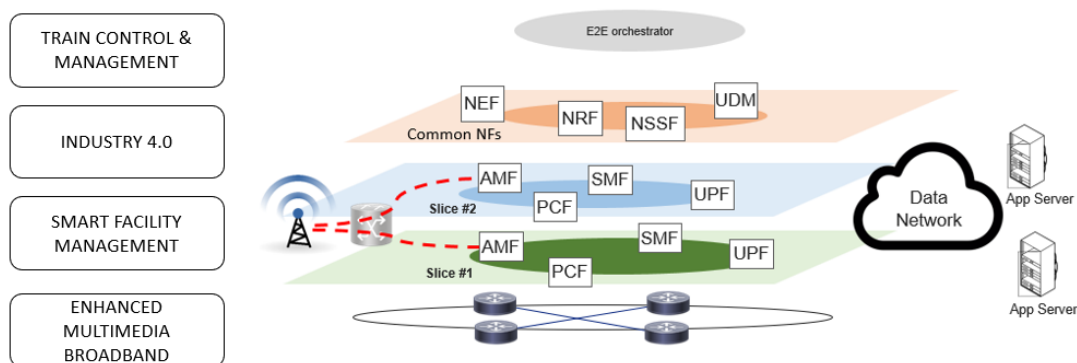 TRAIN CONTROL &
MANAGEMENT
INDUSTRY 4.0
SMART FACILITY
MANAGEMENT
ENHANCED
MULTIMEDIA
BROADBAND
E2E orchestrator
NEF
NRF
NSSF
UDM
Common NFs
AMF
SMF
PCF
UPF
Slice #2
AMF
SMF
PCF
UPF
Slice #1
Data
Network
App Server
App Server